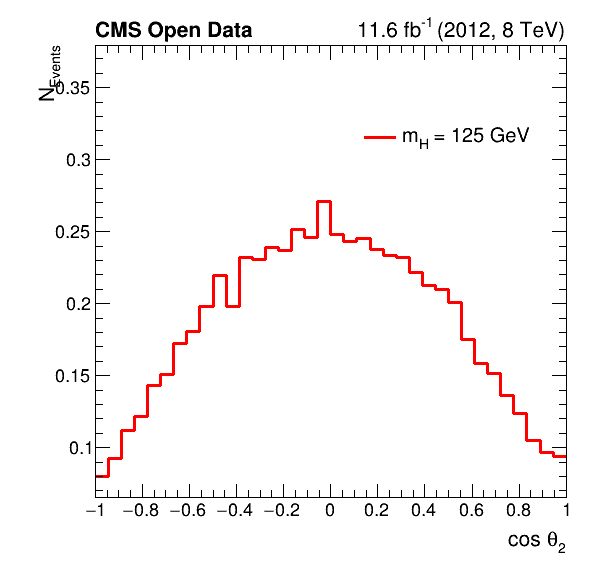 CMS Open Data 11.6 fb⁻¹ (2012, 8 TeV)
N_Events
0.35
m_H = 125 GeV
0.3
0.25
0.2
0.15
0.1
−1 −0.8 −0.6 −0.4 −0.2 0 0.2 0.4 0.6 0.8 1
cos θ₂